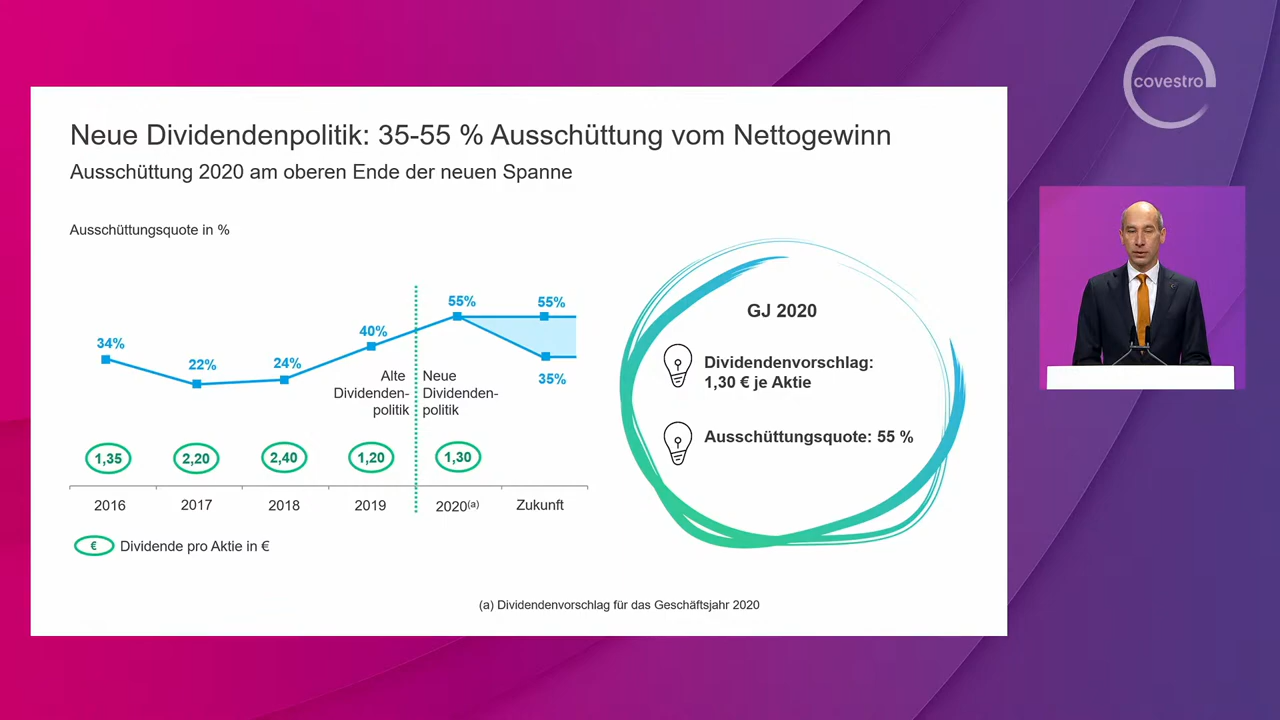 covestro
Neue Dividendenpolitik: 35-55 % Ausschüttung vom Nettogewinn
Ausschüttung 2020 am oberen Ende der neuen Spanne
Ausschüttungsquote in %
34%
22%
24%
40%
55%
55%
35%
Alte
Dividenden-
politik
Neue
Dividenden-
politik
1,35
2,20
2,40
1,20
1,30
2016
2017
2018
2019
2020(a)
Zukunft
€ Dividende pro Aktie in €
GJ 2020
Dividendenvorschlag:
1,30 € je Aktie
Ausschüttungsquote: 55 %
(a) Dividendenvorschlag für das Geschäftsjahr 2020